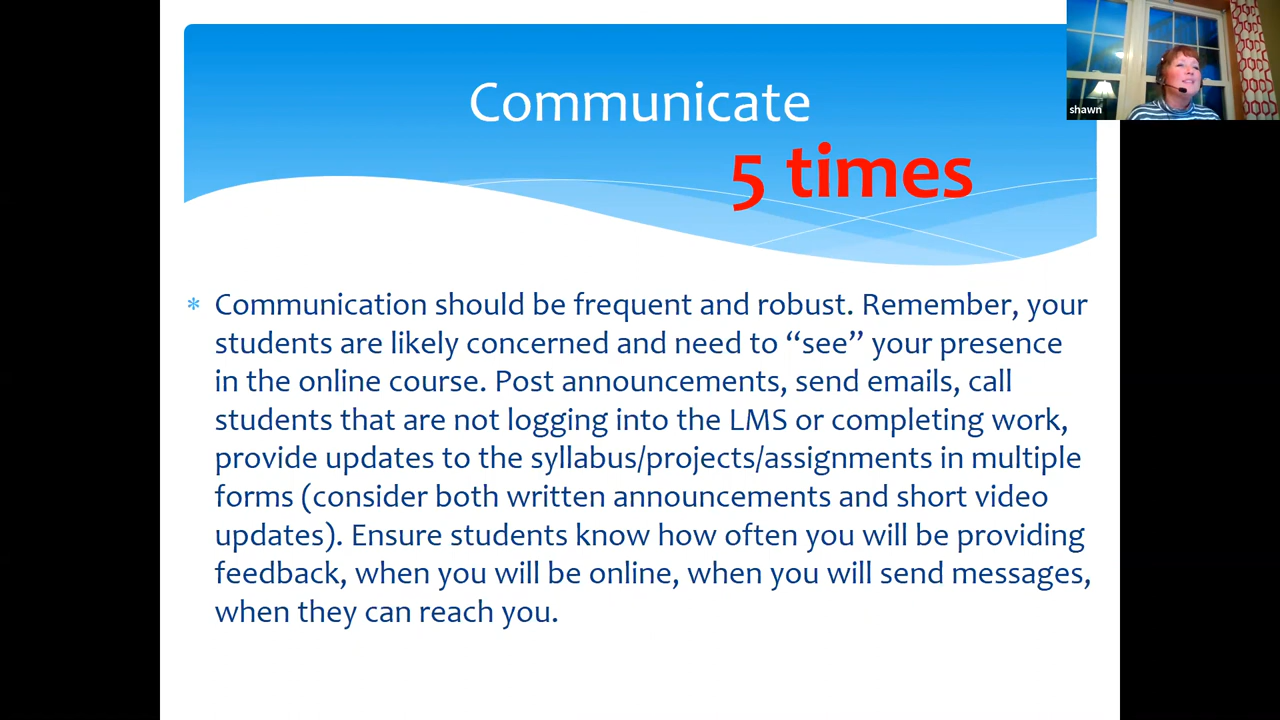 Communicate
shawn
5 times
* Communication should be frequent and robust. Remember, your
students are likely concerned and need to “see” your presence
in the online course. Post announcements, send emails, call
students that are not logging into the LMS or completing work,
provide updates to the syllabus/projects/assignments in multiple
forms (consider both written announcements and short video
updates). Ensure students know how often you will be providing
feedback, when you will be online, when you will send messages,
when they can reach you.